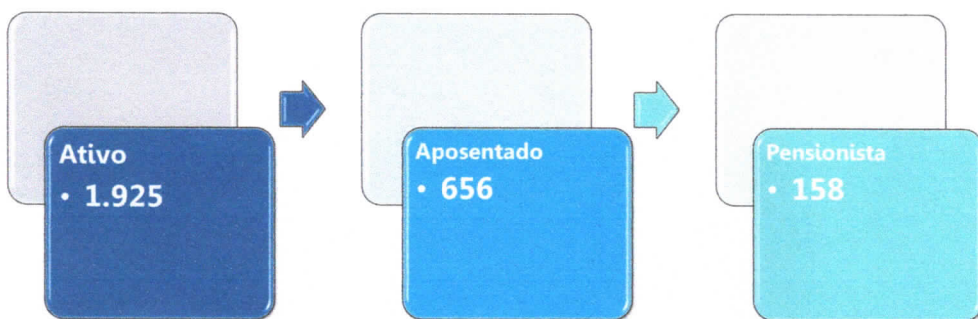 Ativo
• 1.925
Aposentado
• 656
Pensionista
• 158